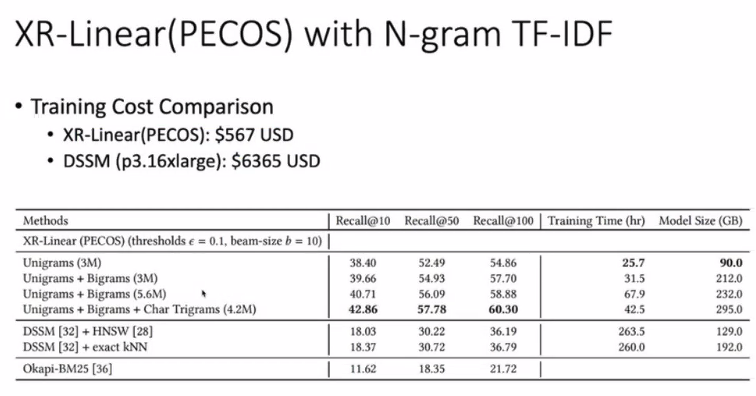 XR-Linear(PECOS) with N-gram TF-IDF
• Training Cost Comparison
• XR-Linear(PECOS): $567 USD
• DSSM (p3.16xlarge): $6365 USD
Methods Recall@10 Recall@50 Recall@100 Training Time (hr) Model Size (GB)
XR-Linear (PECOS) (thresholds ϵ = 0.1, beam-size b = 10)
Unigrams (3M) 38.40 52.49 54.86 25.7 90.0
Unigrams + Bigrams (3M) 39.66 54.93 57.70 31.5 212.0
Unigrams + Bigrams (5.6M) 40.71 56.09 58.88 67.9 232.0
Unigrams + Bigrams + Char Trigrams (4.2M) 42.86 57.78 60.30 42.5 295.0
DSSM [32] + HNSW [28] 18.03 30.22 36.19 263.5 129.0
DSSM [32] + exact kNN 18.37 30.72 36.79 260.0 192.0
Okapi-BM25 [36] 11.62 18.35 21.72